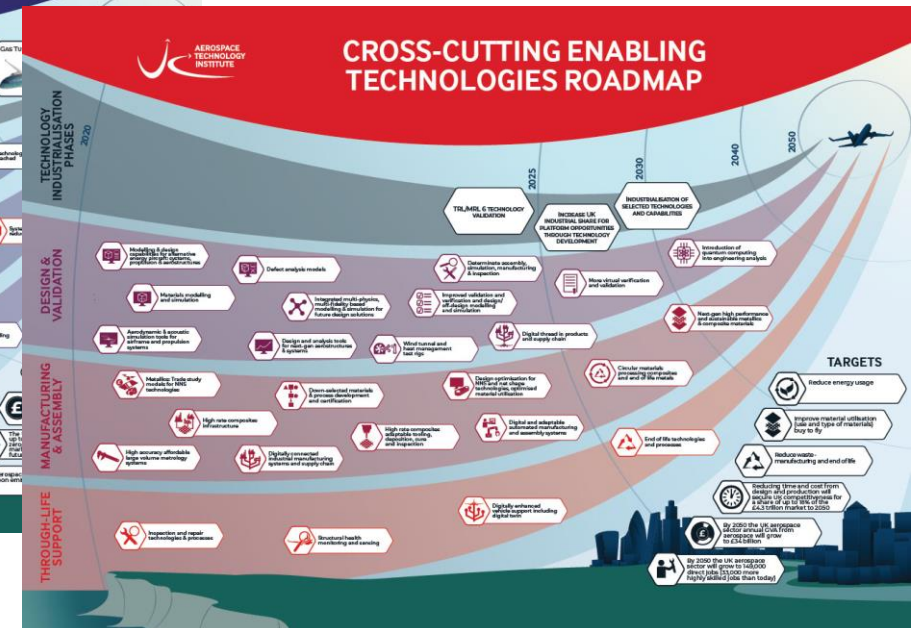 AEROSPACE
TECHNOLOGY
INSTITUTE
CROSS-CUTTING ENABLING
TECHNOLOGIES ROADMAP
TECHNOLOGY
INDUSTRIALISATION
PHASES
2020
2025
2030
2040
2050
TRL/MRL 6 TECHNOLOGY
VALIDATION
INCREASE UK
INDUSTRIAL SHARE FOR
PLATFORM OPPORTUNITIES
THROUGH TECHNOLOGY
DEVELOPMENT
INDUSTRIALISATION OF
SELECTED TECHNOLOGIES
AND CAPABILITIES
DESIGN &
VALIDATION
Modelling & design
capabilities for alternative
energy aircraft: systems,
propulsion & aerostructures
Defect analysis models
Determinate assembly,
simulation, manufacturing
& inspection
Introduction of
quantum computing
into engineering analysis
More virtual verification
and validation
Materials modelling
and simulation
Integrated multi-physics,
multi-fidelity based
modelling & simulation for
future design solutions
Improved validation and
verification and design/
off-design modelling
and simulation
Next-gen high performance
and sustainable metallics
& composite materials
Aerodynamic & acoustic
simulation tools for
airframe and propulsion
systems
Design and analysis tools
for next-gen aerostructures
& systems
Wind tunnel and
heat management
test rigs
Digital thread in products
and supply chain
MANUFACTURING
& ASSEMBLY
Metallics: Trade study
models for NNS
technologies
Down-selected materials
& process development
and certification
Design optimisation for
NNS and net shape
technologies, optimised
material utilisation
Circular materials
processing composites
and end of life metals
High rate composites
infrastructure
High rate composites
adaptable tooling,
deposition, cure
and inspection
Digital and adaptable
automated manufacturing
and assembly systems
End of life technologies
and processes
High accuracy affordable
large volume metrology
systems
Digitally connected
industrial manufacturing
systems and supply chain
THROUGH-LIFE
SUPPORT
Digitally enhanced
vehicle support including
digital twin
Inspection and repair
technologies & processes
Structural health
monitoring and sensing
TARGETS
Reduce energy usage
Improve material utilisation
(use and type of materials)
buy to fly
Reduce waste -
manufacturing and end of life
Reducing time and cost from
design and production will
secure UK competitiveness for
a share of up to 18% of the
£4.3 trillion market to 2050
By 2050 the UK aerospace
sector annual GVA from
aerospace will grow
to £34 billion
By 2050 the UK aerospace
sector will grow to 149,000
direct jobs (33,000 more
highly skilled jobs than today)